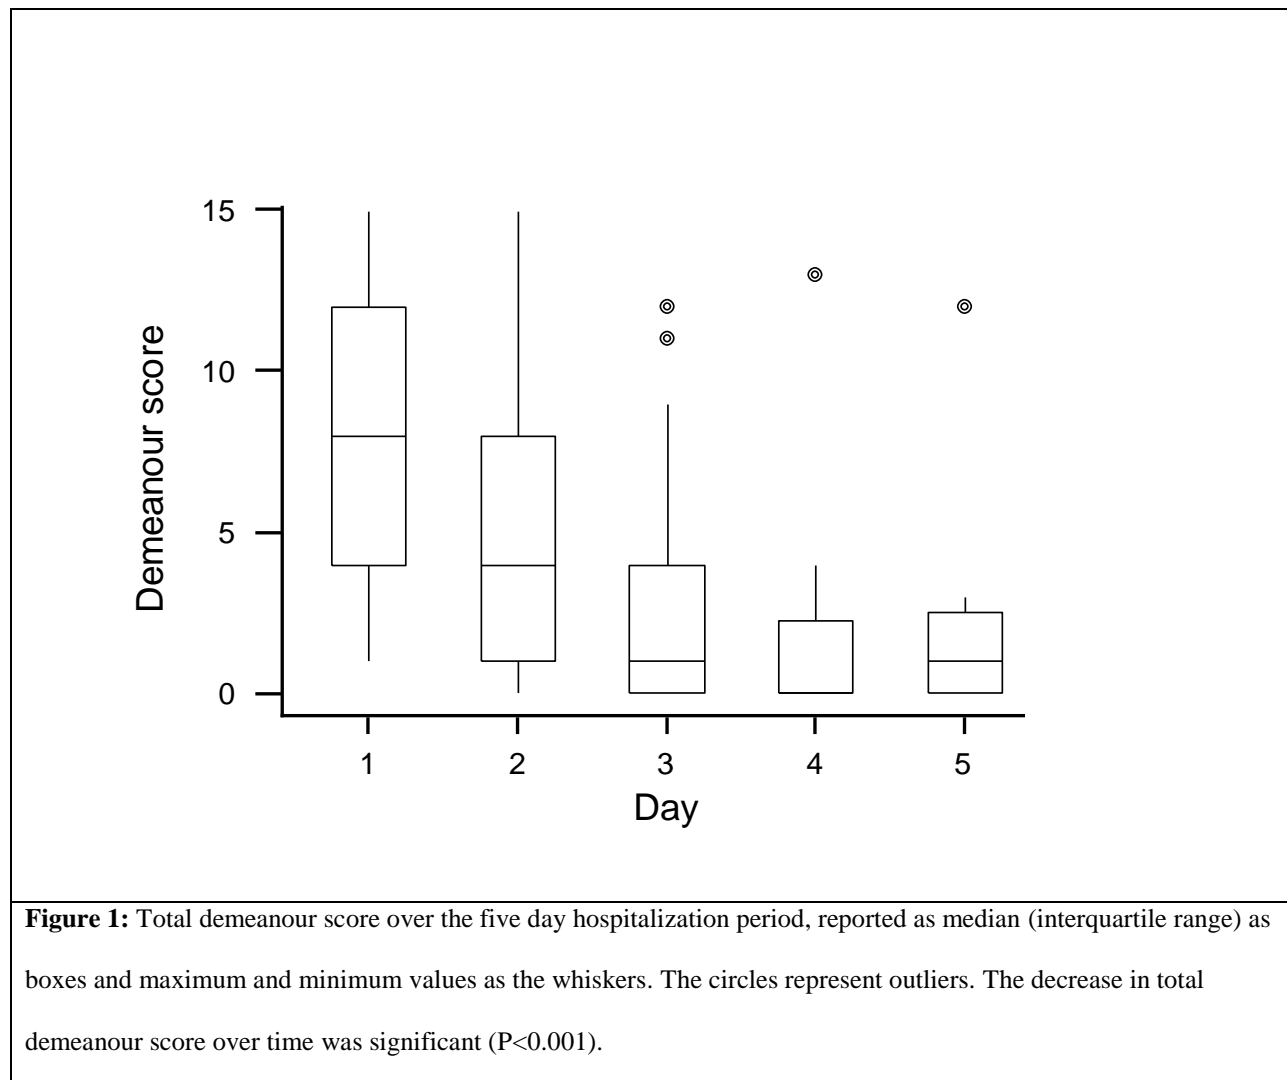 15
10
5
0
Demeanour score
1 2 3 4 5
Day
Figure 1: Total demeanour score over the five day hospitalization period, reported as median (interquartile range) as
boxes and maximum and minimum values as the whiskers. The circles represent outliers. The decrease in total
demeanour score over time was significant (P<0.001).